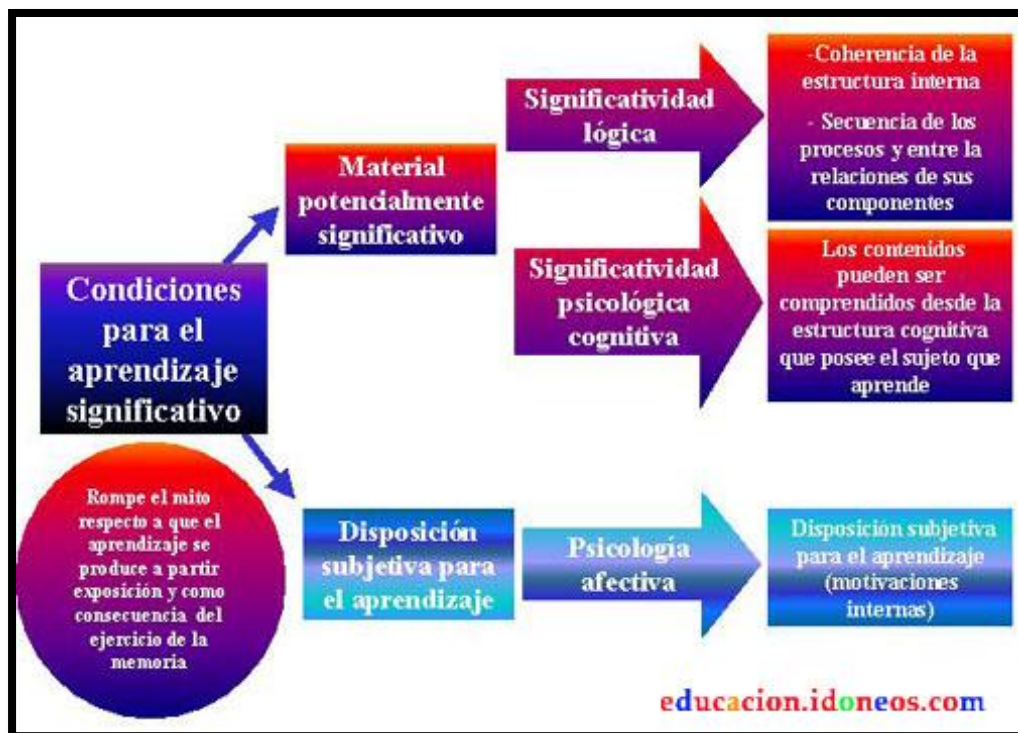 Condiciones
para el
aprendizaje
significativo
Rompe el mito
respecto a que el
aprendizaje se
produce a partir
exposición y como
consecuencia del
ejercicio de la
memoria
Material
potencialmente
significativo
Significatividad
lógica
-Coherencia de la
estructura interna
- Secuencia de los
procesos y entre la
relaciones de sus
componentes
Significatividad
psicológica
cognitiva
Los contenidos
pueden ser
comprendidos desde la
estructura cognitiva
que posee el sujeto que
aprende
Disposición
subjetiva para
el aprendizaje
Psicología
afectiva
Disposición subjetiva
para el aprendizaje
(motivaciones
internas)
educacion.idoneos.com